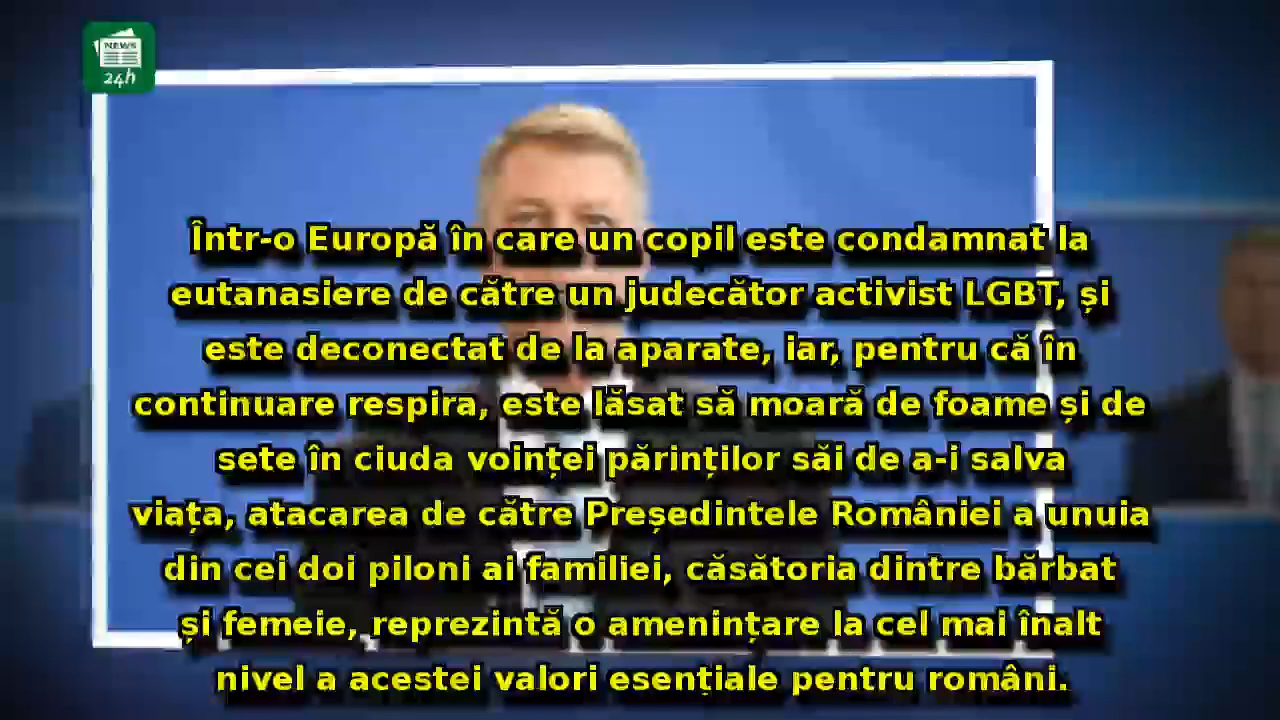 NEWS
24h
Într-o Europă în care un copil este condamnat la
eutanasiere de către un judecător activist LGBT, și
este deconectat de la aparate, iar, pentru că în
continuare respira, este lăsat să moară de foame și de
sete în ciuda voinței părinților săi de a-i salva
viața, atacarea de către Președintele României a unuia
din cei doi piloni ai familiei, căsătoria dintre bărbat
și femeie, reprezintă o amenințare la cel mai înalt
nivel a acestei valori esențiale pentru români.